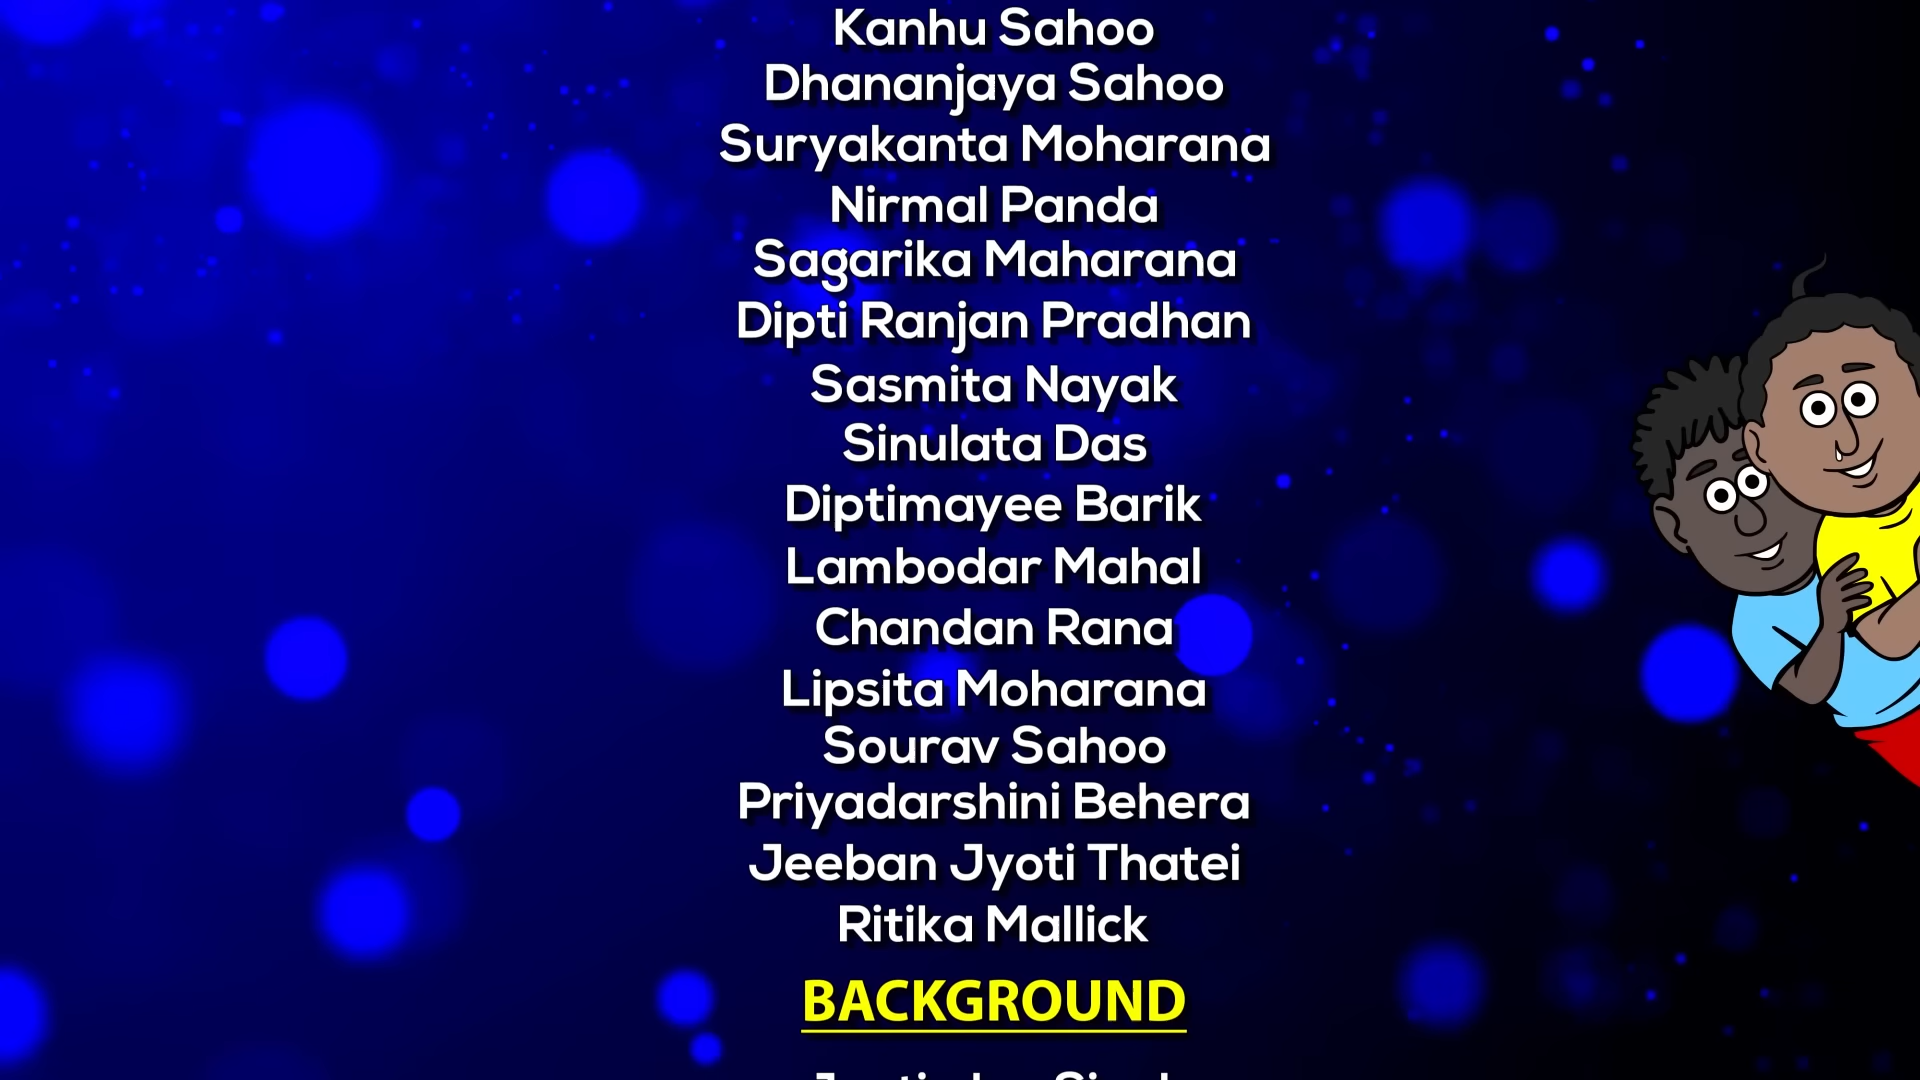 Kanhu Sahoo
Dhananjaya Sahoo
Suryakanta Moharana
Nirmal Panda
Sagarika Maharana
Dipti Ranjan Pradhan
Sasmita Nayak
Sinulata Das
Diptimayee Barik
Lambodar Mahal
Chandan Rana
Lipsita Moharana
Sourav Sahoo
Priyadarshini Behera
Jeeban Jyoti Thatei
Ritika Mallick
BACKGROUND